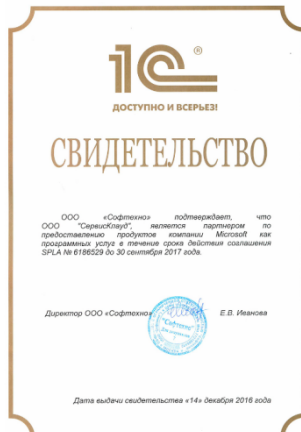 1С®
ДОСТУПНО И ВСЕРЬЕЗ!
СВИДЕТЕЛЬСТВО
ООО «Софтехно» подтверждает, что
ООО "СервисКлауд", является партнером по
предоставлению продуктов компании Microsoft как
программных услуг в течение срока действия соглашения
SPLA № 6186529 до 30 сентября 2017 года.
Директор ООО «Софтехно» Е.В. Иванова
"Софтехно"
Дата выдачи свидетельства «14» декабря 2016 года